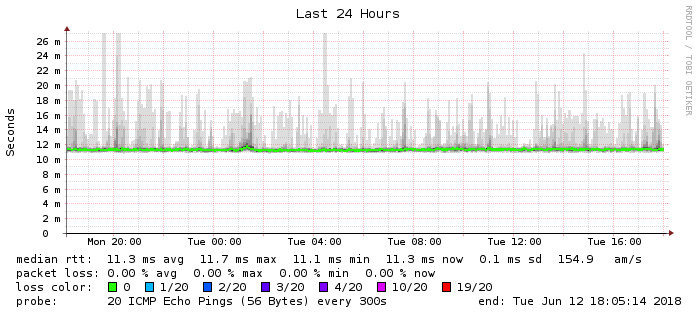 Last 24 Hours
RRDTOOL / TOBI OETIKER
Seconds
26 m
24 m
22 m
20 m
18 m
16 m
14 m
12 m
10 m
8 m
6 m
4 m
2 m
0
Mon 20:00 Tue 00:00 Tue 04:00 Tue 08:00 Tue 12:00 Tue 16:00
median rtt: 11.3 ms avg 11.7 ms max 11.1 ms min 11.3 ms now 0.1 ms sd 154.9 am/s
packet loss: 0.00 % avg 0.00 % max 0.00 % min 0.00 % now
loss color: 0 1/20 2/20 3/20 4/20 10/20 19/20
probe: 20 ICMP Echo Pings (56 Bytes) every 300s end: Tue Jun 12 18:05:14 2018